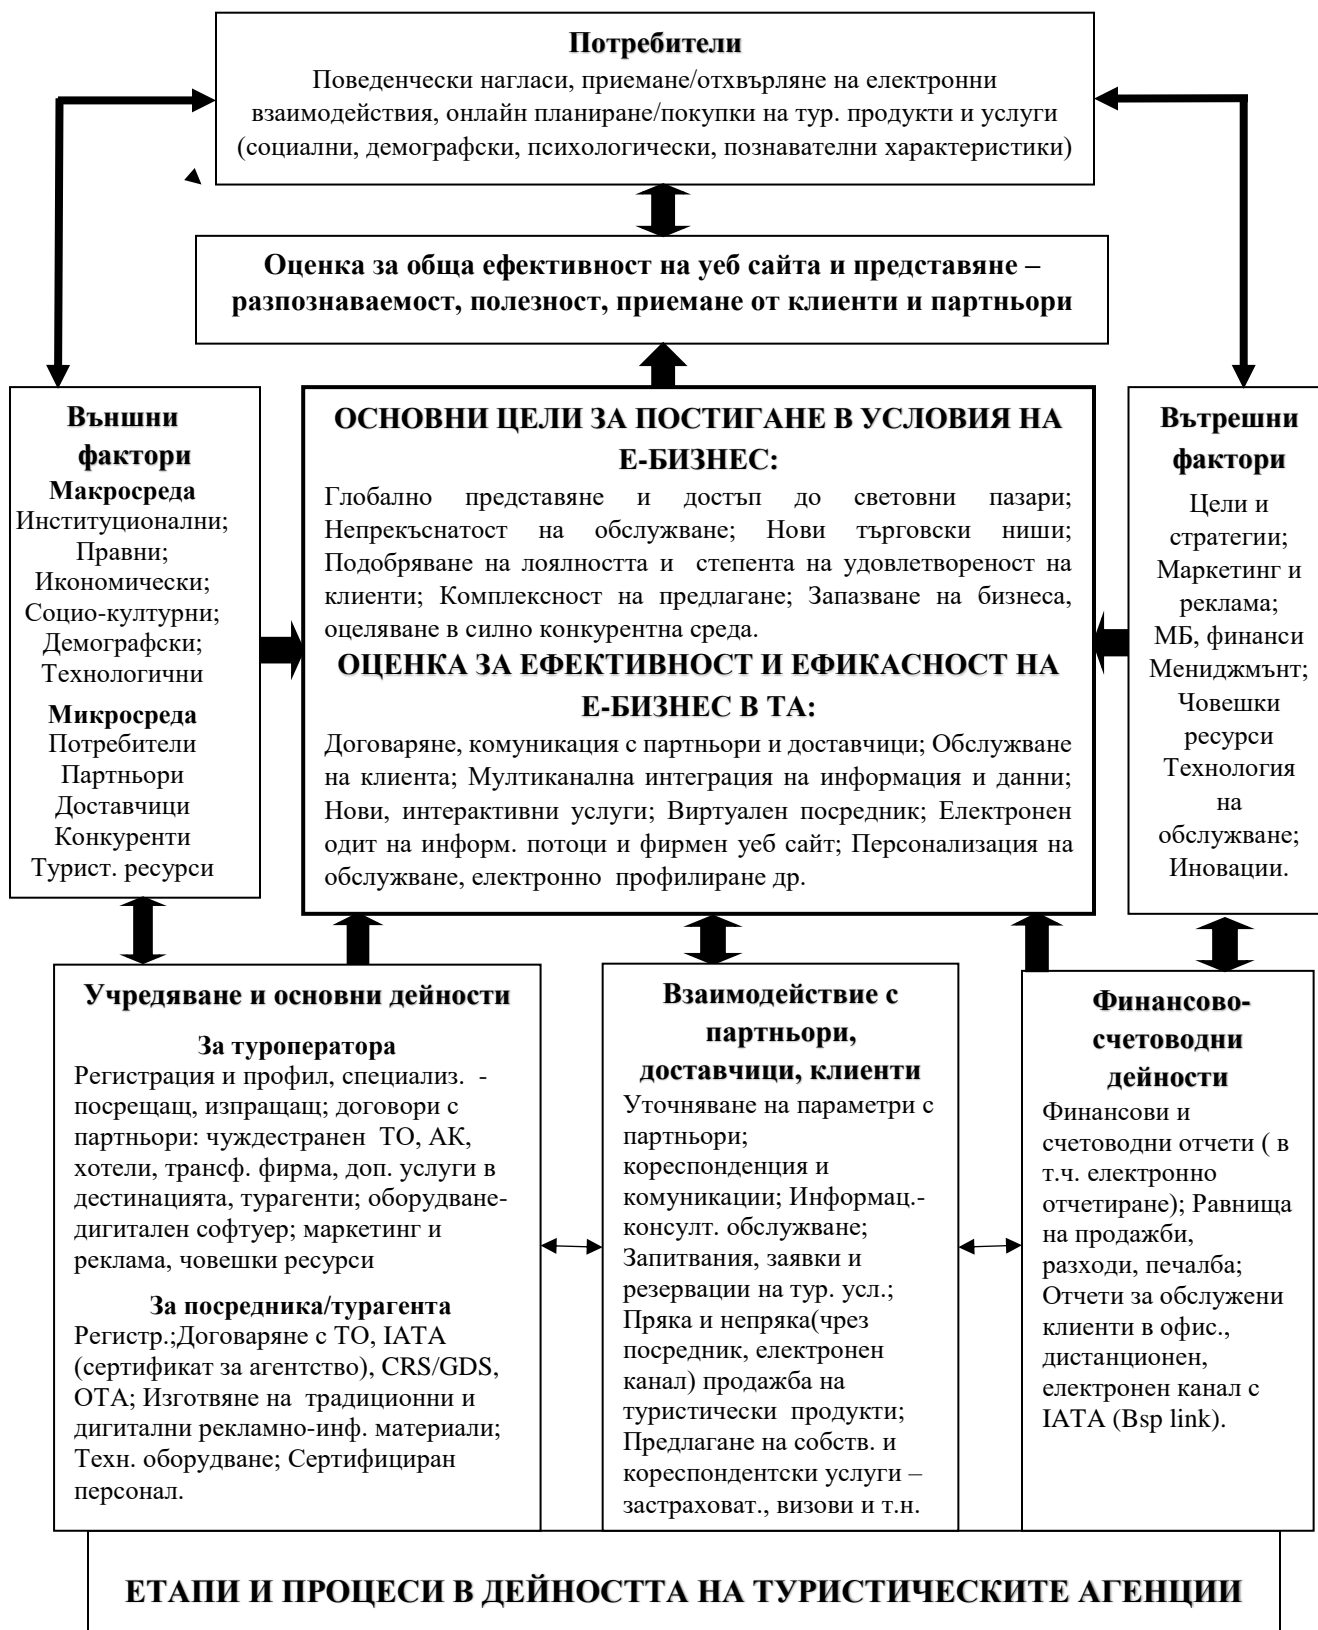 Потребители
Поведенчески нагласи, приемане/отхвърляне на електронни
взаимодействия, онлайн планиране/покупки на тур. продукти и услуги
(социални, демографски, психологически, познавателни характеристики)
Оценка за обща ефективност на уеб сайта и представяне –
разпознаваемост, полезност, приемане от клиенти и партньори
Външни
фактори
Макросреда
Институционални;
Правни;
Икономически;
Социо-културни;
Демографски;
Технологични
Микросреда
Потребители
Партньори
Доставчици
Конкуренти
Турист. ресурси
ОСНОВНИ ЦЕЛИ ЗА ПОСТИГАНЕ В УСЛОВИЯ НА
Е-БИЗНЕС:
Глобално представяне и достъп до световни пазари;
Непрекъснатост на обслужване; Нови търговски ниши;
Подобряване на лоялността и степента на удовлетвореност на
клиенти; Комплексност на предлагане; Запазване на бизнеса,
оцеляване в силно конкурентна среда.
ОЦЕНКА ЗА ЕФЕКТИВНОСТ И ЕФИКАСНОСТ НА
Е-БИЗНЕС В ТА:
Договаряне, комуникация с партньори и доставчици; Обслужване
на клиента; Мултиканална интеграция на информация и данни;
Нови, интерактивни услуги; Виртуален посредник; Електронен
одит на информ. потоци и фирмен уеб сайт; Персонализация на
обслужване, електронно профилиране др.
Вътрешни
фактори
Цели и
стратегии;
Маркетинг и
реклама;
МБ, финанси
Мениджмънт;
Човешки
ресурси
Технология
на
обслужване;
Иновации.
Учредяване и основни дейности
За туроператора
Регистрация и профил, специализ. -
посрещащ, изпращащ; договори с
партньори: чуждестранен ТО, АК,
хотели, трансф. фирма, доп. услуги в
дестинацията, турагенти; оборудване-
дигитален софтуер; маркетинг и
реклама, човешки ресурси
За посредника/турагента
Регистр.;Договаряне с ТО, IATA
(сертификат за агентство), CRS/GDS,
ОТА; Изготвяне на традиционни и
дигитални рекламно-инф. материали;
Техн. оборудване; Сертифициран
персонал.
Взаимодействие с
партньори,
доставчици, клиенти
Уточняване на параметри с
партньори;
кореспонденция и
комуникации; Информац.-
консулт. обслужване;
Запитвания, заявки и
резервации на тур. усл.;
Пряка и непряка(чрез
посредник, електронен
канал) продажба на
туристически продукти;
Предлагане на собств. и
кореспондентски услуги –
застраховат., визови и т.н.
Финансово-
счетоводни
дейности
Финансови и
счетоводни отчети ( в
т.ч. електронно
отчетиране); Равнища
на продажби,
разходи, печалба;
Отчети за обслужени
клиенти в офис.,
дистанционен,
електронен канал с
IATA (Bsp link).
ЕТАПИ И ПРОЦЕСИ В ДЕЙНОСТТА НА ТУРИСТИЧЕСКИТЕ АГЕНЦИИ